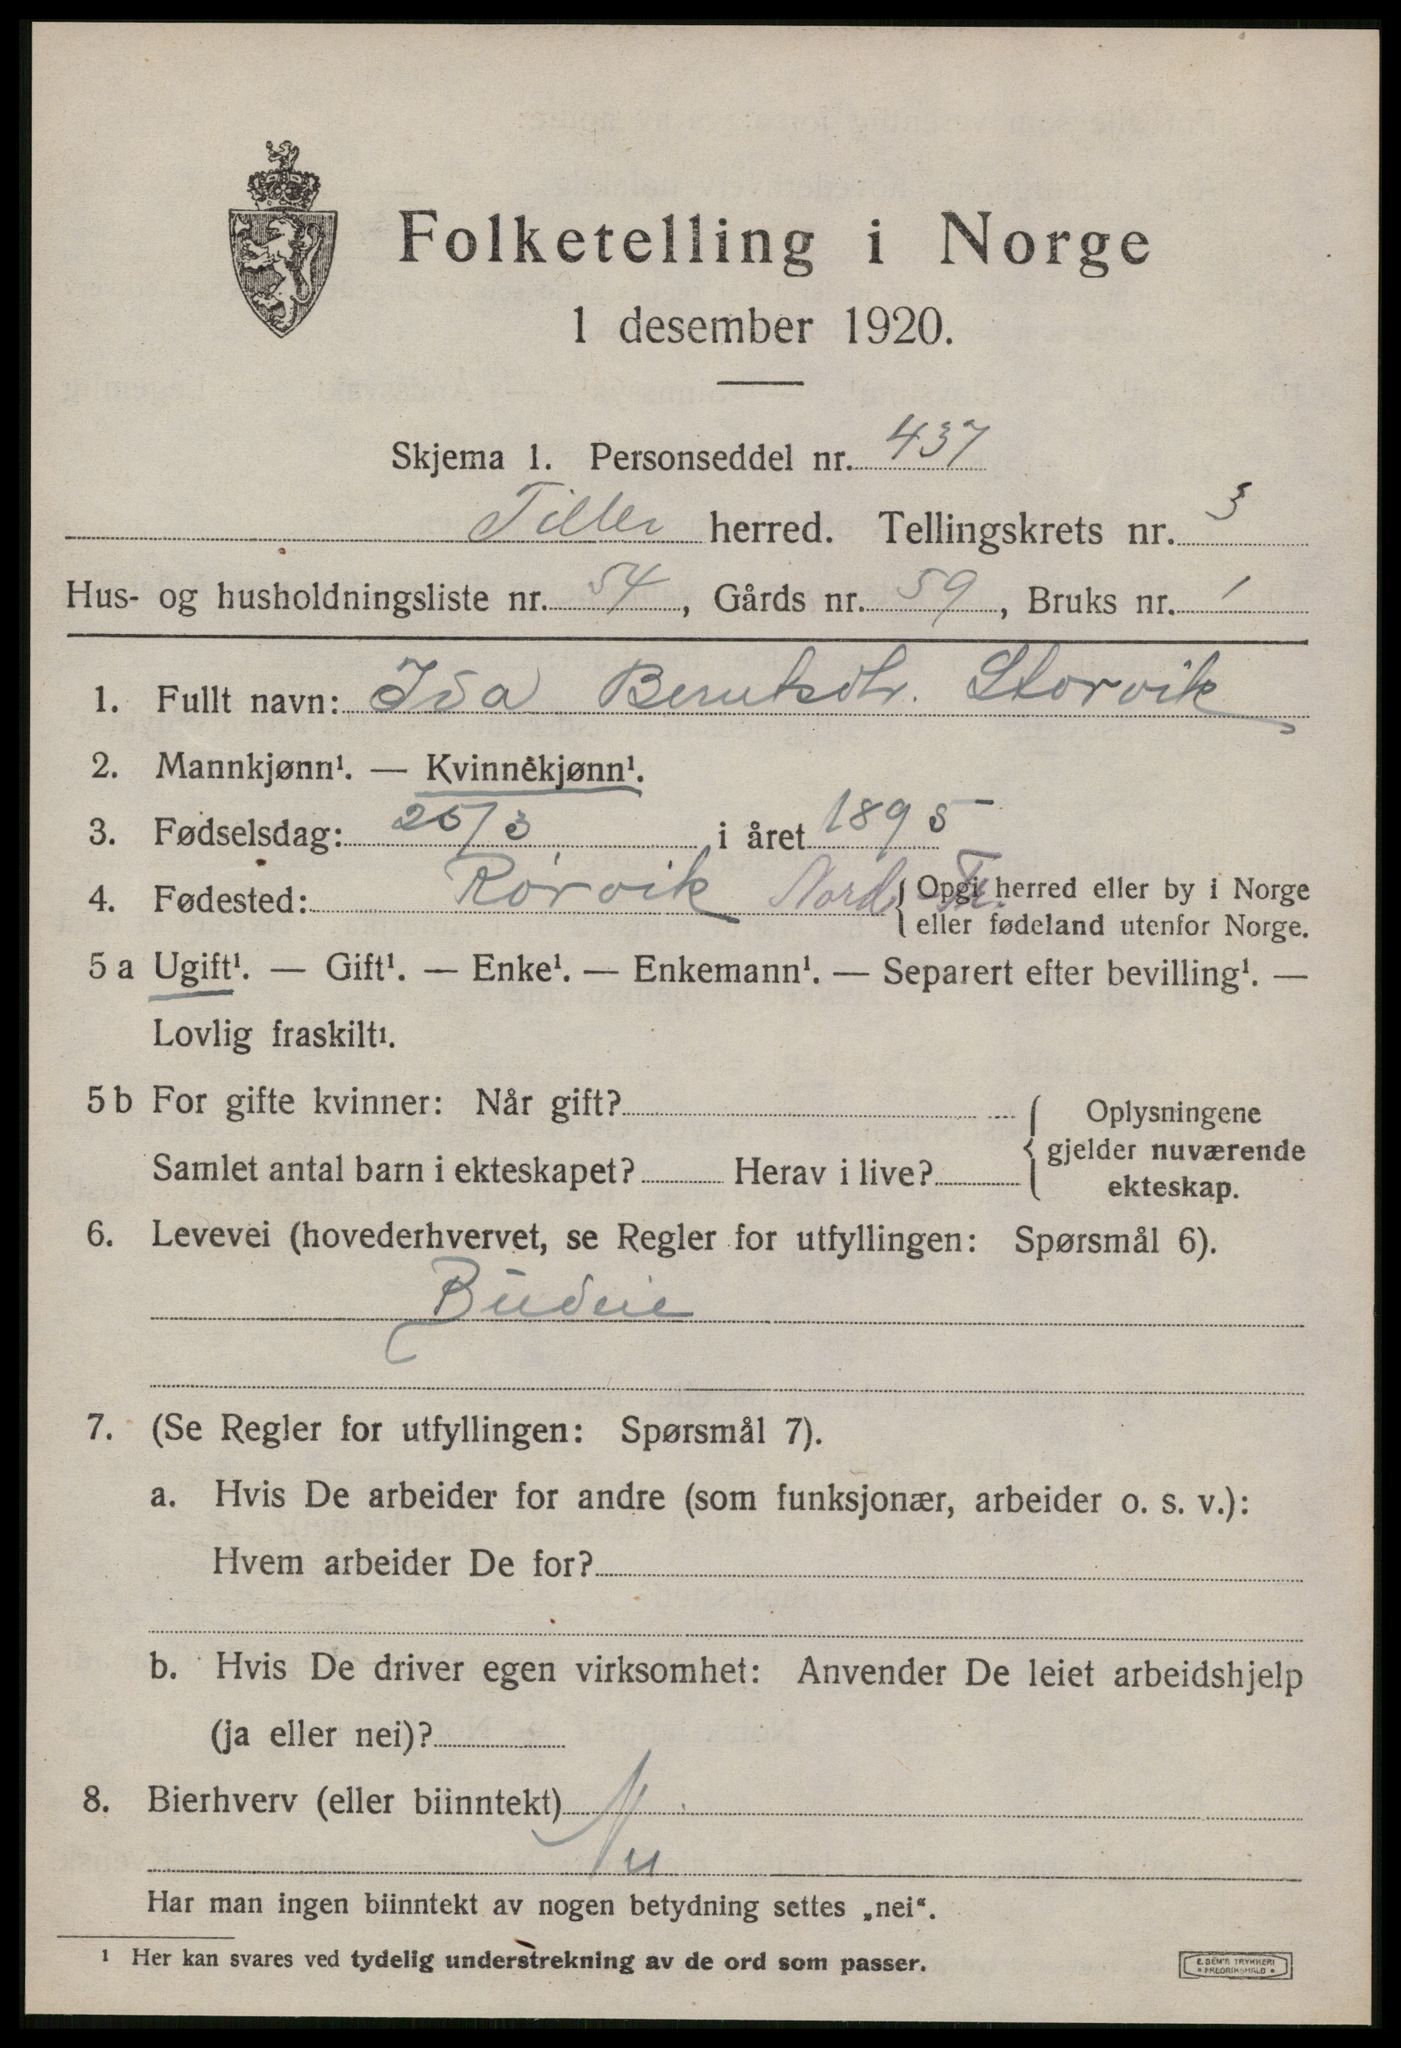 Folketelling i Norge
1 desember 1920.
Skjema 1. Personseddel nr. 437
Tiller herred. Tellingskrets nr. 3
Hus- og husholdningsliste nr. 54, Gårds nr. 59, Bruks nr. 1
1. Fullt navn: Ida Berntsdtr. Storvik
2. Mannkjønn¹. — Kvinnekjønn¹.
3. Fødselsdag: 25/3 i året 1895
4. Fødested: Rørvik Nord-Tr. { Opgi herred eller by i Norge
eller fødeland utenfor Norge.
5 a Ugift¹. — Gift¹. — Enke¹. — Enkemann¹. — Separert efter bevilling¹. —
Lovlig fraskilt¹.
5 b For gifte kvinner: Når gift? { Oplysningene
gjelder nuværende
Samlet antal barn i ekteskapet? Herav i live? ekteskap.
6. Levevei (hovederhvervet, se Regler for utfyllingen: Spørsmål 6).
Budeie
7. (Se Regler for utfyllingen: Spørsmål 7).
a. Hvis De arbeider for andre (som funksjonær, arbeider o. s. v.):
Hvem arbeider De for?
b. Hvis De driver egen virksomhet: Anvender De leiet arbeidshjelp
(ja eller nei)?
8. Bierhverv (eller biinntekt)
Nei
Har man ingen biinntekt av nogen betydning settes „nei“.
¹ Her kan svares ved tydelig understrekning av de ord som passer.
E. SEM'S TRYKKERI
• FREDRIKSHALD •